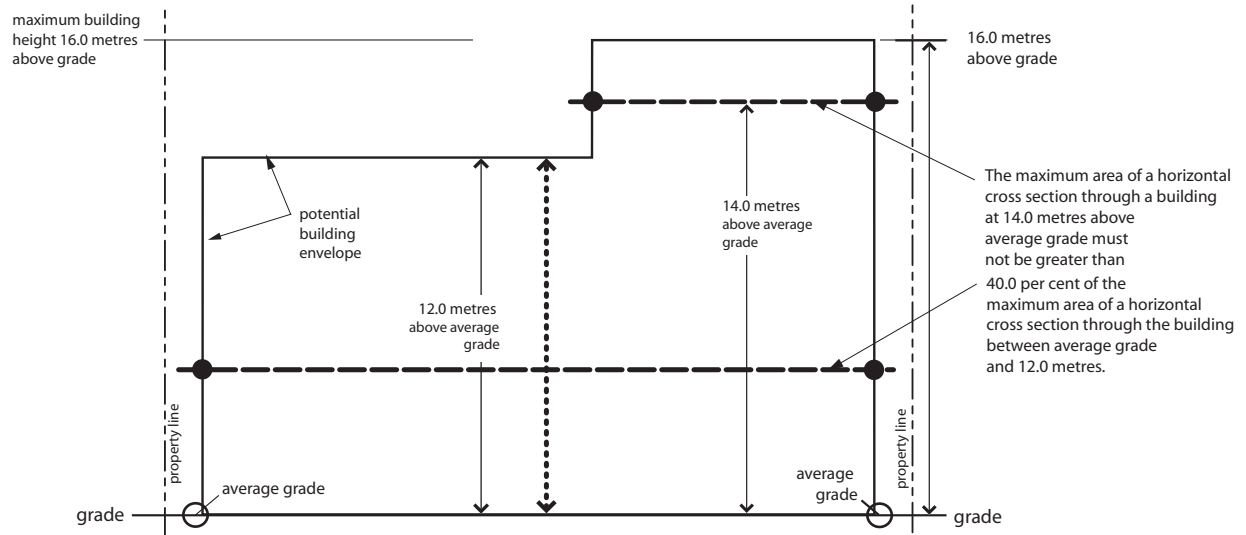 maximum building
height 16.0 metres
above grade
16.0 metres
above grade
potential
building
envelope
14.0 metres
above average
grade
The maximum area of a horizontal
cross section through a building
at 14.0 metres above
average grade must
not be greater than
40.0 per cent of the
maximum area of a horizontal
cross section through the building
between average grade
and 12.0 metres.
12.0 metres
above average
grade
property line
property line
average grade
average
grade
grade
grade